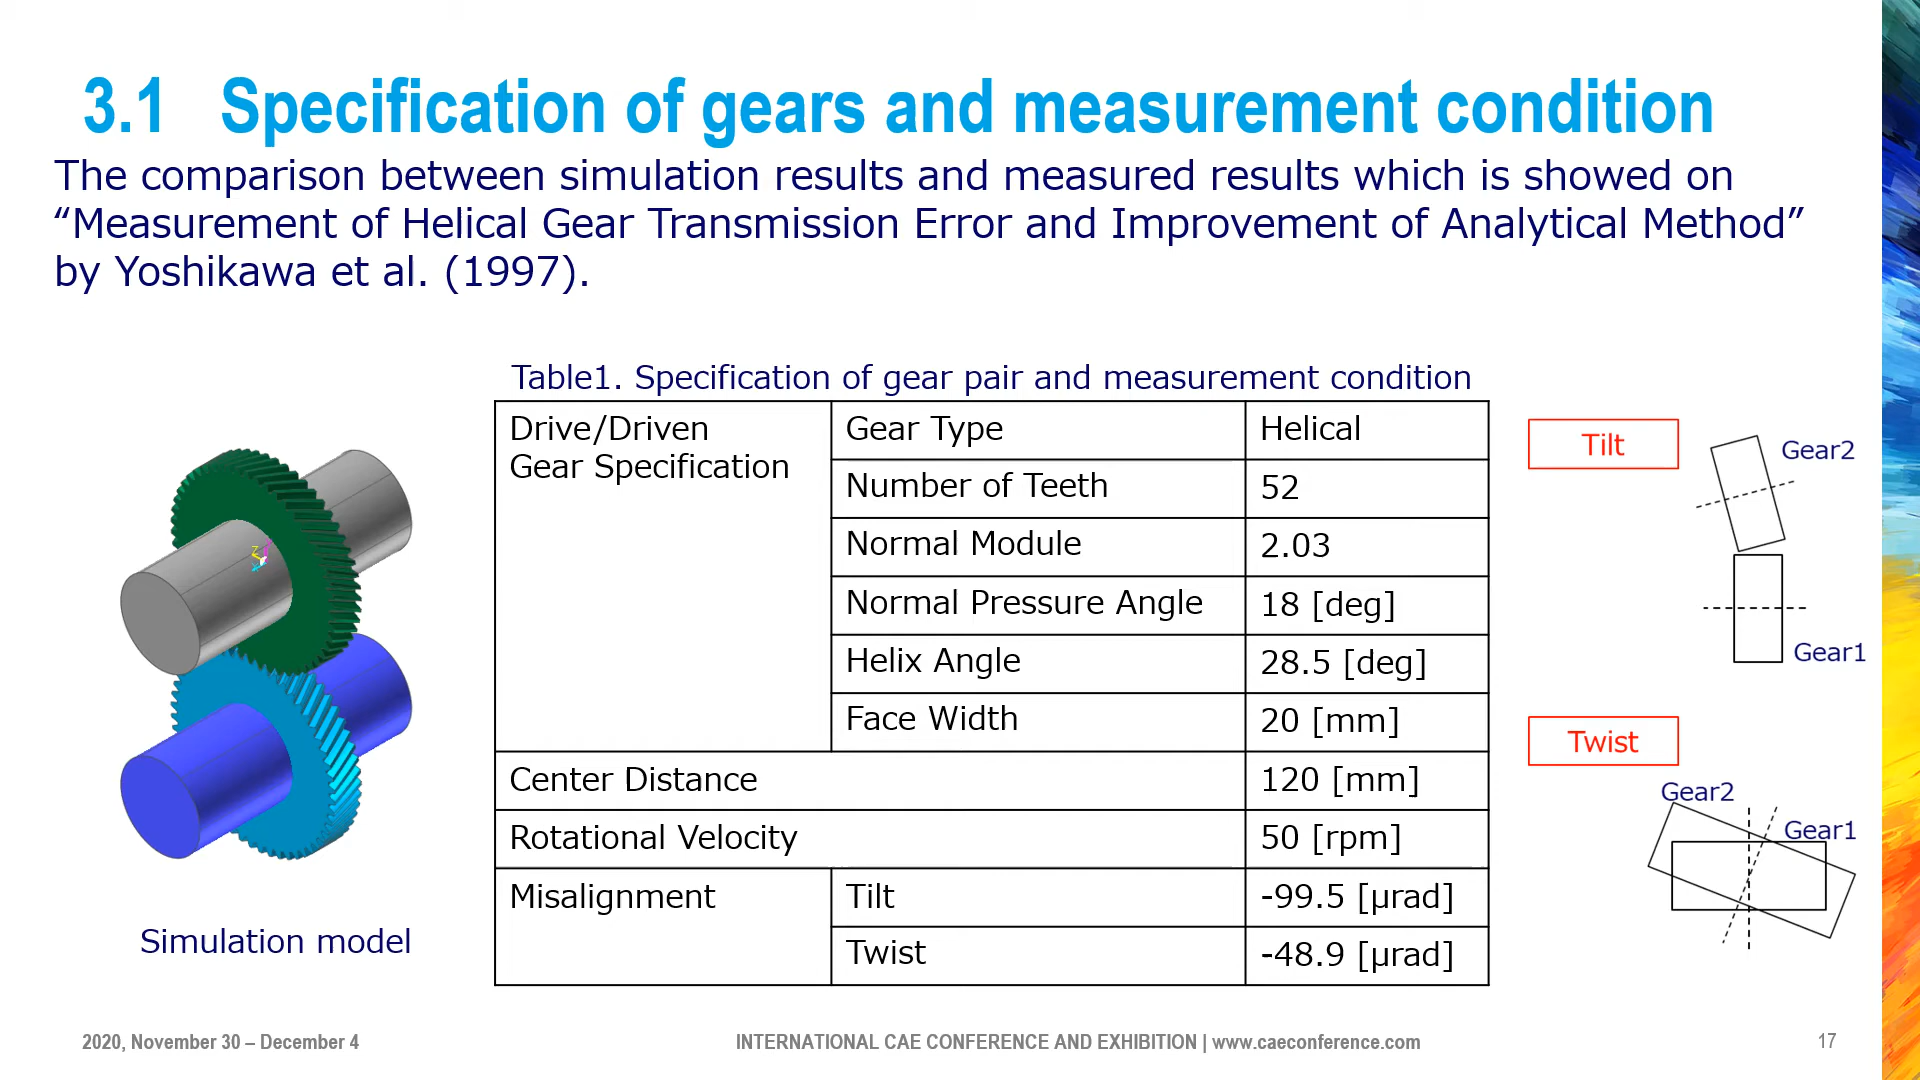 3.1 Specification of gears and measurement condition
The comparison between simulation results and measured results which is showed on
“Measurement of Helical Gear Transmission Error and Improvement of Analytical Method”
by Yoshikawa et al. (1997).
Table1. Specification of gear pair and measurement condition
Drive/Driven
Gear Specification
Gear Type
Helical
Number of Teeth
52
Normal Module
2.03
Normal Pressure Angle
18 [deg]
Helix Angle
28.5 [deg]
Face Width
20 [mm]
Center Distance
120 [mm]
Rotational Velocity
50 [rpm]
Misalignment
Tilt
-99.5 [μrad]
Twist
-48.9 [μrad]
Simulation model
Tilt
Gear2
Gear1
Twist
Gear2
Gear1
2020, November 30 – December 4
INTERNATIONAL CAE CONFERENCE AND EXHIBITION | www.caeconference.com
17